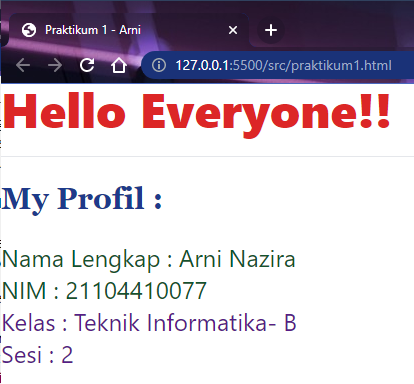 Praktikum 1 - Arni
127.0.0.1:5500/src/praktikum1.html
Hello Everyone!!
My Profil :
Nama Lengkap : Arni Nazira
NIM : 21104410077
Kelas : Teknik Informatika- B
Sesi : 2